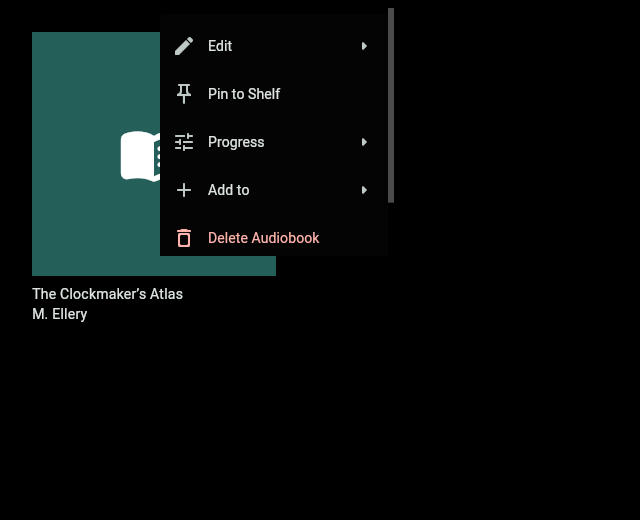 Edit
Pin to Shelf
Progress
Add to
Delete Audiobook
The Clockmaker’s Atlas
M. Ellery